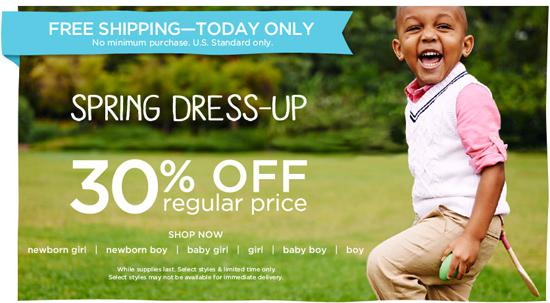 FREE SHIPPING—TODAY ONLY
No minimum purchase. U.S. Standard only.
SPRING DRESS-UP
30% OFF
regular price
SHOP NOW
newborn girl | newborn boy | baby girl | girl | baby boy | boy
While supplies last. Select styles & limited time only.
Select styles may not be available for immediate delivery.